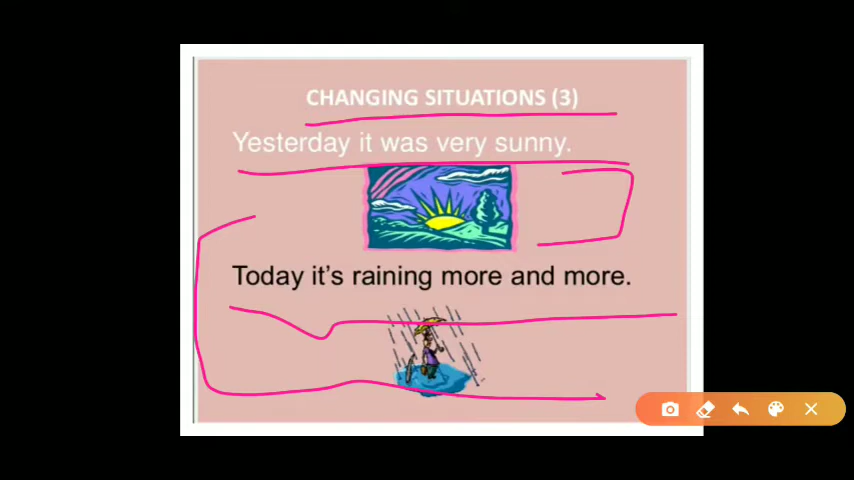 CHANGING SITUATIONS (3)
Yesterday it was very sunny.
Today it's raining more and more.